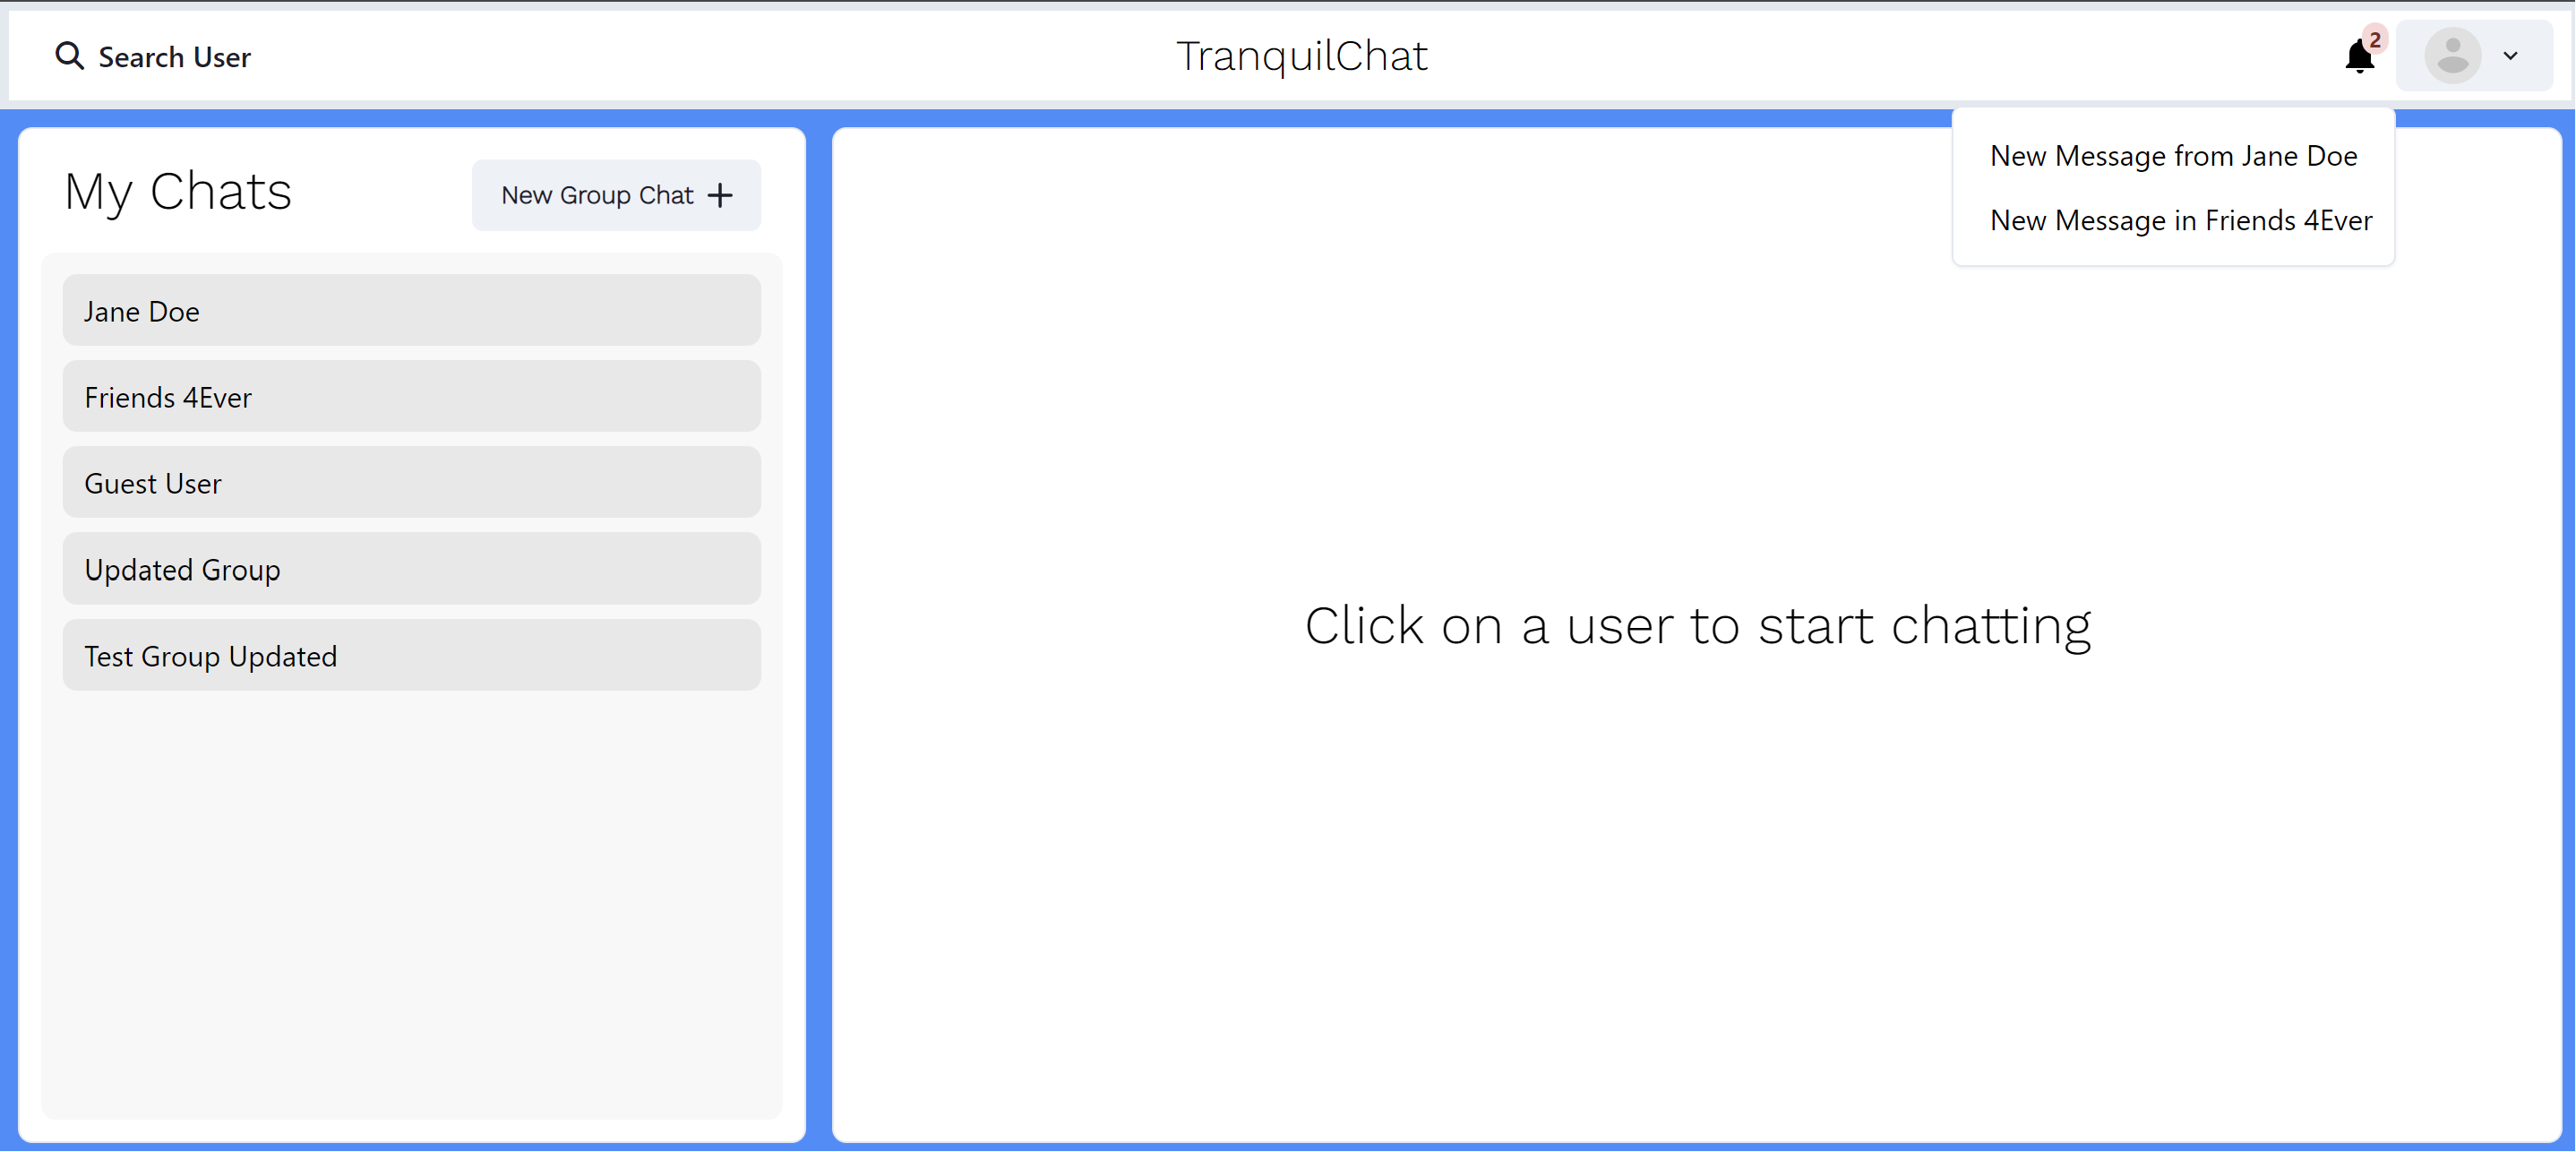 Search User
TranquilChat
2
New Message from Jane Doe
New Message in Friends 4Ever
My Chats
New Group Chat
Jane Doe
Friends 4Ever
Guest User
Updated Group
Test Group Updated
Click on a user to start chatting